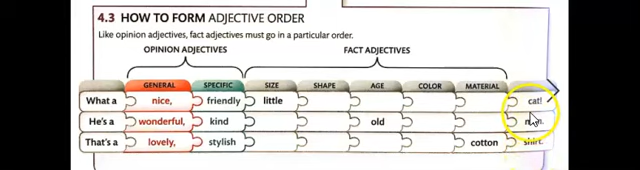 4.3 HOW TO FORM ADJECTIVE ORDER
Like opinion adjectives, fact adjectives must go in a particular order.
OPINION ADJECTIVES FACT ADJECTIVES
GENERAL SPECIFIC SIZE SHAPE AGE COLOR MATERIAL
What a nice, friendly little cat!
He's a wonderful, kind old
That's a lovely, stylish cotton shirt.